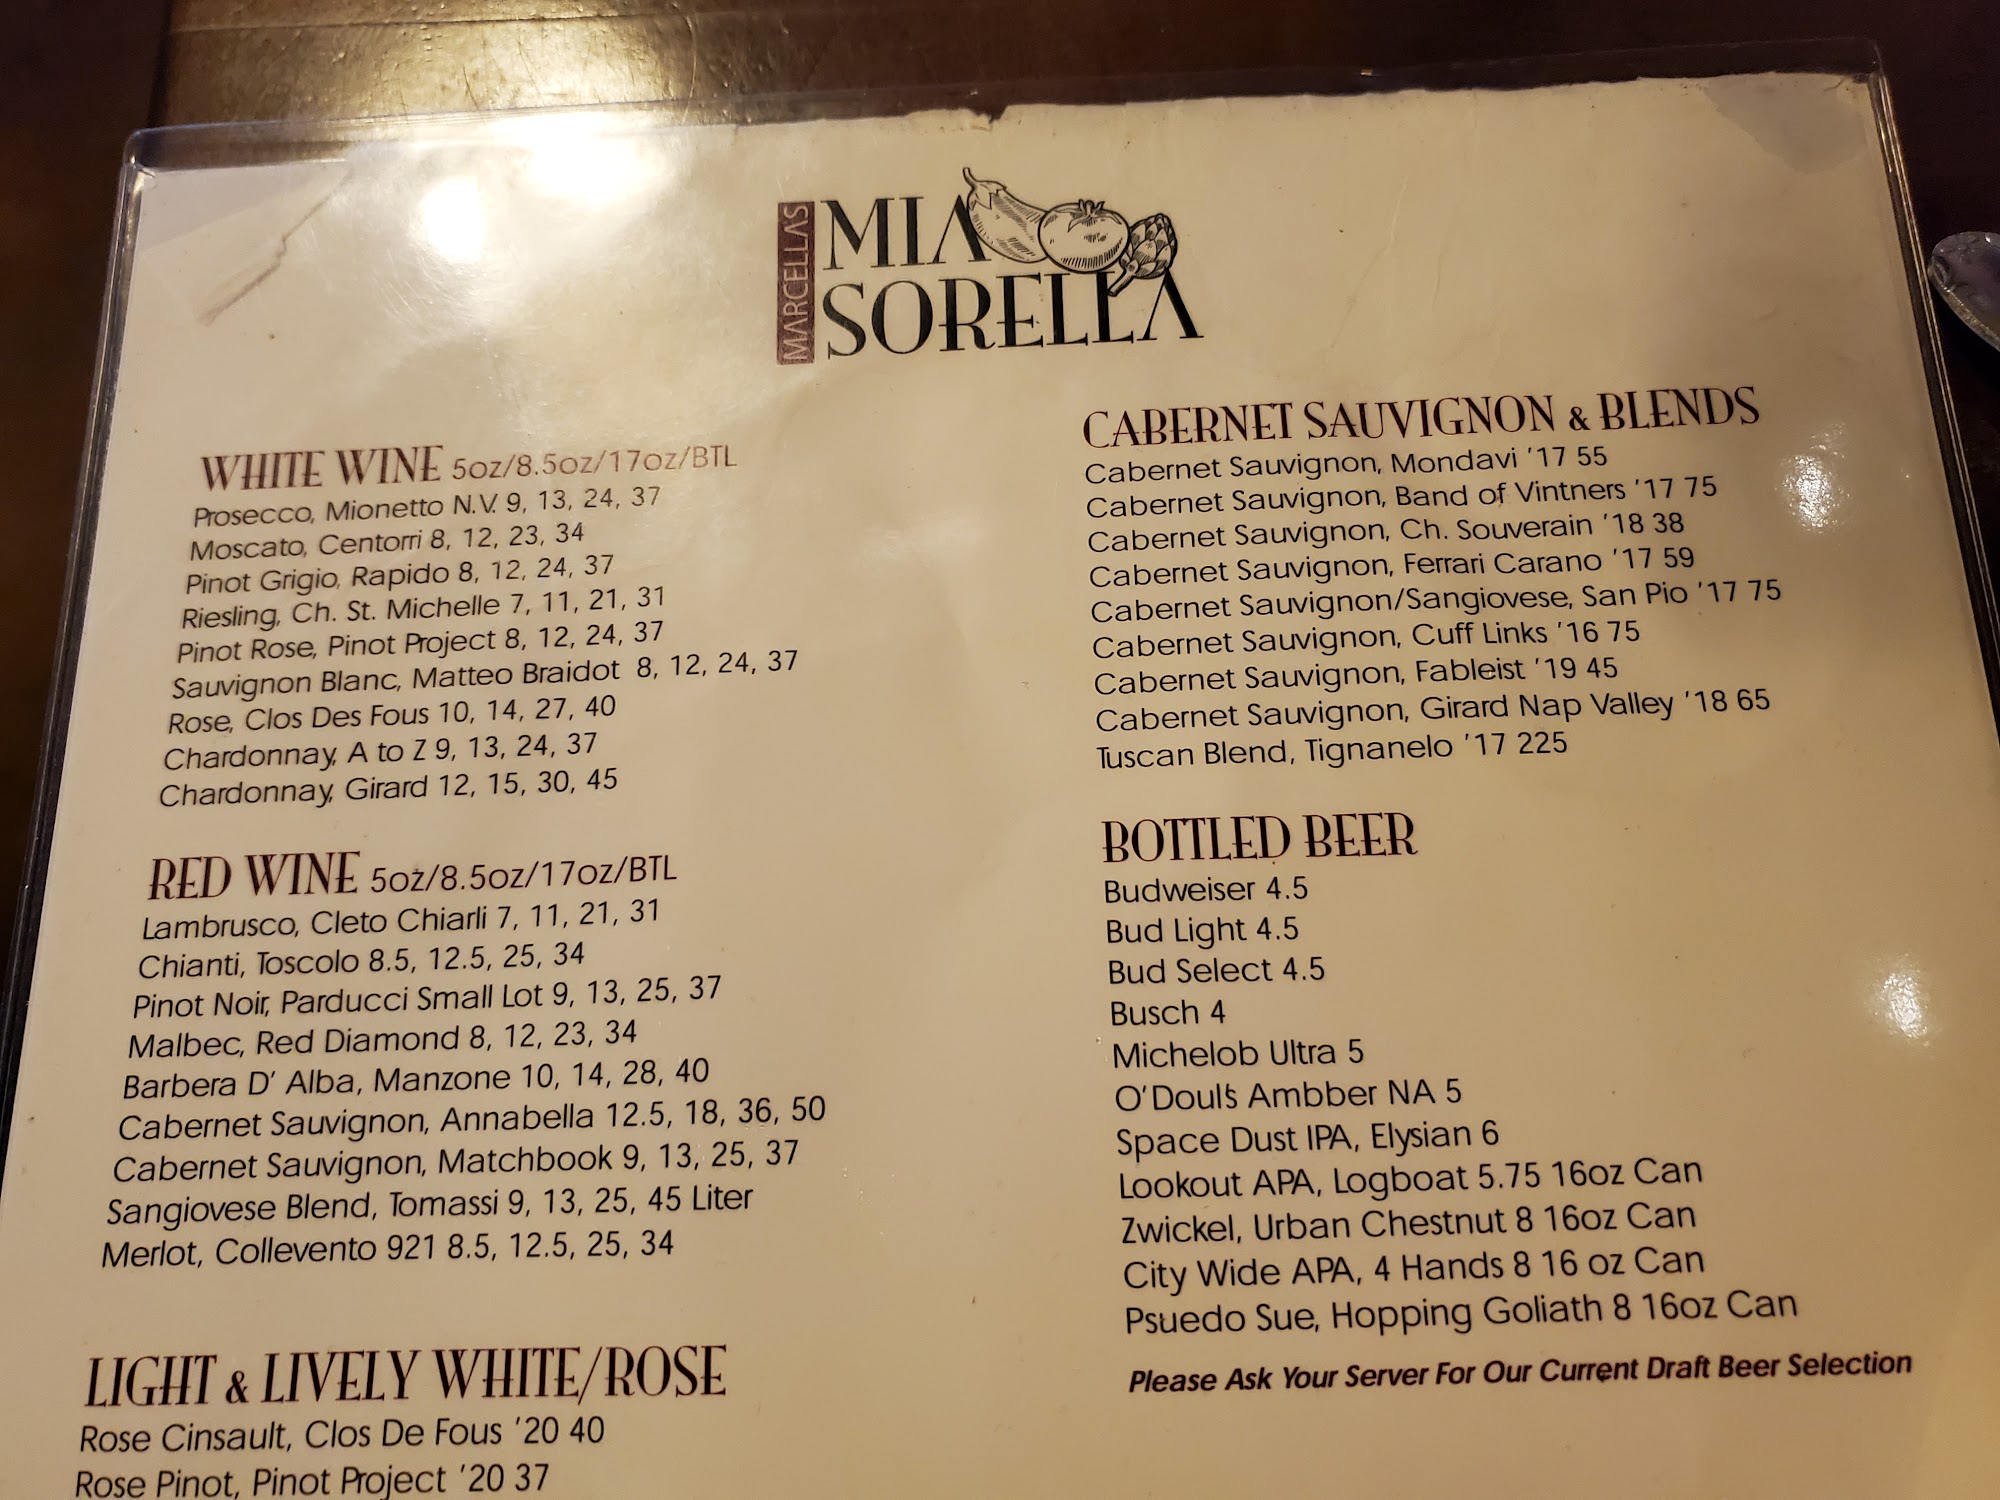 MARCELLA'S
MIA
SORELLA
WHITE WINE 5oz/8.5oz/17oz/BTL
Prosecco, Mionetto N.V. 9, 13, 24, 37
Moscato, Centorri 8, 12, 23, 34
Pinot Grigio, Rapido 8, 12, 24, 37
Riesling, Ch. St. Michelle 7, 11, 21, 31
Pinot Rose, Pinot Project 8, 12, 24, 37
Sauvignon Blanc, Matteo Braidot 8, 12, 24, 37
Rose, Clos Des Fous 10, 14, 27, 40
Chardonnay, A to Z 9, 13, 24, 37
Chardonnay, Girard 12, 15, 30, 45
RED WINE 5oz/8.5oz/17oz/BTL
Lambrusco, Cleto Chiarli 7, 11, 21, 31
Chianti, Toscolo 8.5, 12.5, 25, 34
Pinot Noir, Parducci Small Lot 9, 13, 25, 37
Malbec, Red Diamond 8, 12, 23, 34
Barbera D' Alba, Manzone 10, 14, 28, 40
Cabernet Sauvignon, Annabella 12.5, 18, 36, 50
Cabernet Sauvignon, Matchbook 9, 13, 25, 37
Sangiovese Blend, Tomassi 9, 13, 25, 45 Liter
Merlot, Collevento 921 8.5, 12.5, 25, 34
LIGHT & LIVELY WHITE/ROSE
Rose Cinsault, Clos De Fous '20 40
Rose Pinot, Pinot Project '20 37
CABERNET SAUVIGNON & BLENDS
Cabernet Sauvignon, Mondavi '17 55
Cabernet Sauvignon, Band of Vintners '17 75
Cabernet Sauvignon, Ch. Souverain '18 38
Cabernet Sauvignon, Ferrari Carano '17 59
Cabernet Sauvignon/Sangiovese, San Pio '17 75
Cabernet Sauvignon, Cuff Links '16 75
Cabernet Sauvignon, Fableist '19 45
Cabernet Sauvignon, Girard Nap Valley '18 65
Tuscan Blend, Tignanelo '17 225
BOTTLED BEER
Budweiser 4.5
Bud Light 4.5
Bud Select 4.5
Busch 4
Michelob Ultra 5
O'Doul's Ambber NA 5
Space Dust IPA, Elysian 6
Lookout APA, Logboat 5.75 16oz Can
Zwickel, Urban Chestnut 8 16oz Can
City Wide APA, 4 Hands 8 16 oz Can
Psuedo Sue, Hopping Goliath 8 16oz Can
Please Ask Your Server For Our Current Draft Beer Selection